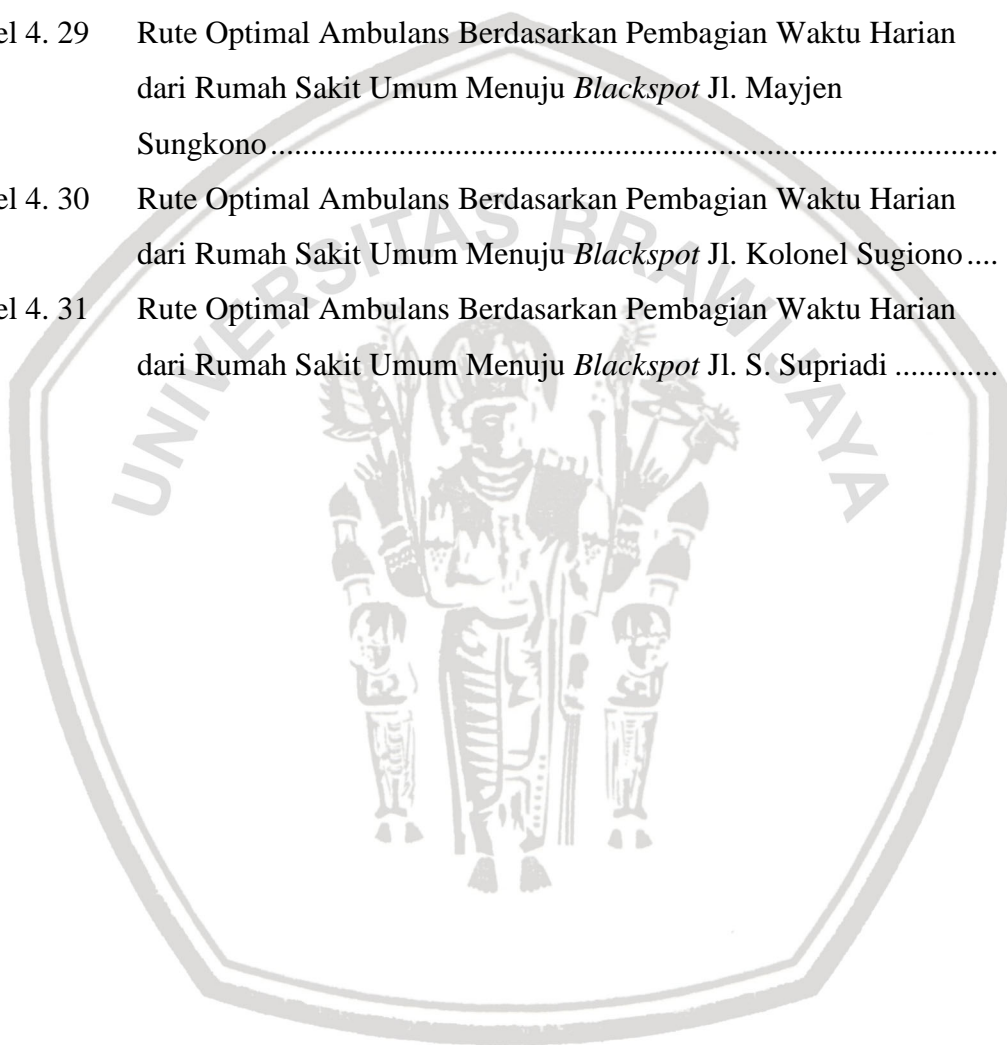 el 4. 29 Rute Optimal Ambulans Berdasarkan Pembagian Waktu Harian
dari Rumah Sakit Umum Menuju Blackspot Jl. Mayjen
Sungkono ............................................................................................
el 4. 30 Rute Optimal Ambulans Berdasarkan Pembagian Waktu Harian
dari Rumah Sakit Umum Menuju Blackspot Jl. Kolonel Sugiono ....
el 4. 31 Rute Optimal Ambulans Berdasarkan Pembagian Waktu Harian
dari Rumah Sakit Umum Menuju Blackspot Jl. S. Supriadi .............
UNIVERSITAS BRAWIJAYA